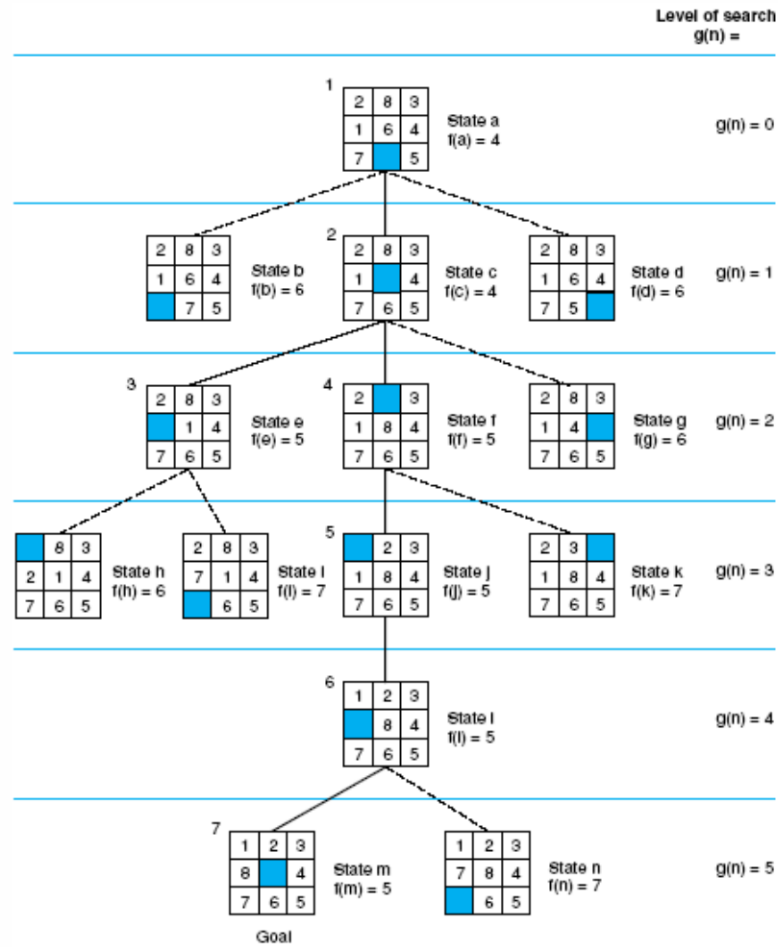 Level of search
g(n) =
1
2 8 3
1 6 4
7 5
State a
f(a) = 4
g(n) = 0
2 8 3
1 6 4
7 5
State b
f(b) = 6
2
2 8 3
1 4
7 6 5
State c
f(c) = 4
2 8 3
1 6 4
7 5
State d
f(d) = 6
g(n) = 1
3
2 8 3
1 4
7 6 5
State e
f(e) = 5
4
2 3
1 8 4
7 6 5
State f
f(f) = 5
2 8 3
1 4
7 6 5
State g
f(g) = 6
g(n) = 2
8 3
2 1 4
7 6 5
State h
f(h) = 6
2 8 3
7 1 4
6 5
State i
f(i) = 7
5
2 3
1 8 4
7 6 5
State j
f(j) = 5
2 3
1 8 4
7 6 5
State k
f(k) = 7
g(n) = 3
6
1 2 3
8 4
7 6 5
State l
f(l) = 5
g(n) = 4
7
1 2 3
8 4
7 6 5
State m
f(m) = 5
Goal
1 2 3
7 8 4
6 5
State n
f(n) = 7
g(n) = 5